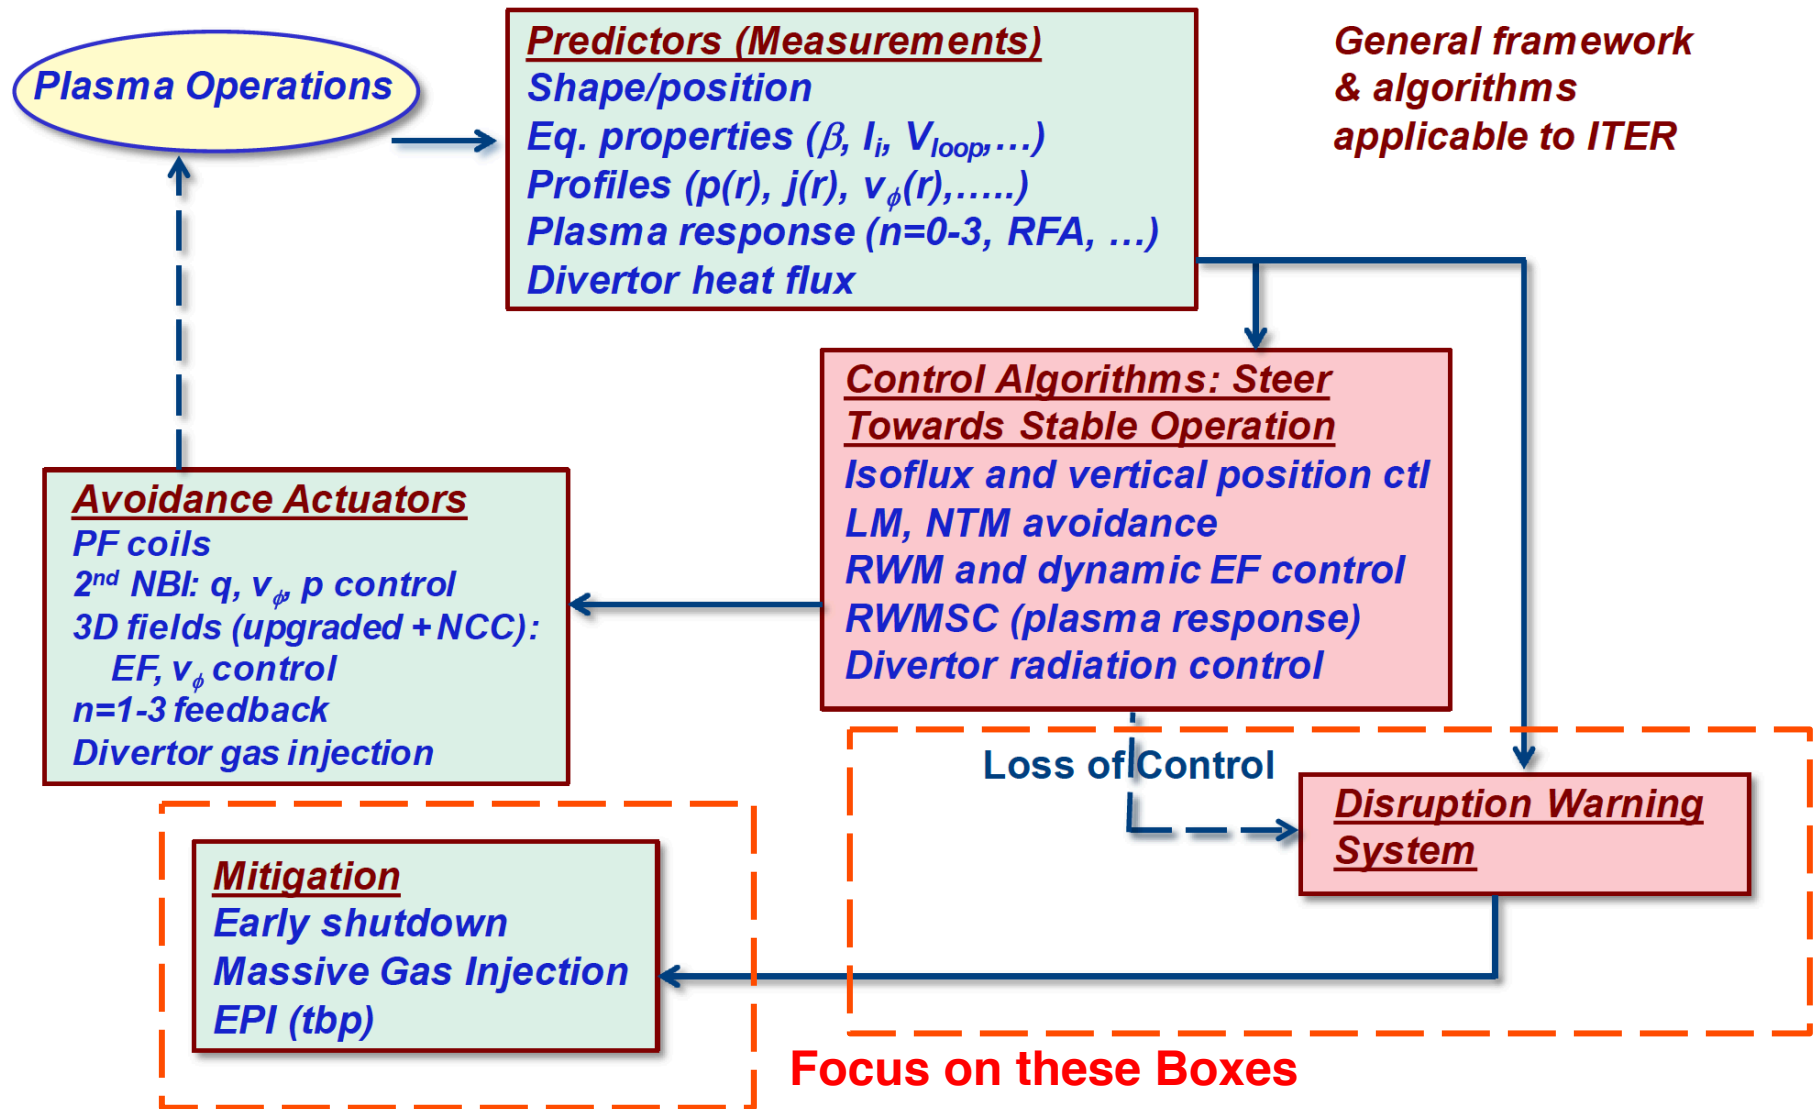 Plasma Operations
Predictors (Measurements)
Shape/position
Eq. properties (β, lᵢ, Vₗₒₒₚ,…)
Profiles (p(r), j(r), vᵩ(r),…..)
Plasma response (n=0-3, RFA, …)
Divertor heat flux
General framework
& algorithms
applicable to ITER
Control Algorithms: Steer
Towards Stable Operation
Isoflux and vertical position ctl
LM, NTM avoidance
RWM and dynamic EF control
RWMSC (plasma response)
Divertor radiation control
Avoidance Actuators
PF coils
2ⁿᵈ NBI: q, vᵩ, p control
3D fields (upgraded + NCC):
EF, vᵩ control
n=1-3 feedback
Divertor gas injection
Loss of Control
Disruption Warning
System
Mitigation
Early shutdown
Massive Gas Injection
EPI (tbp)
Focus on these Boxes